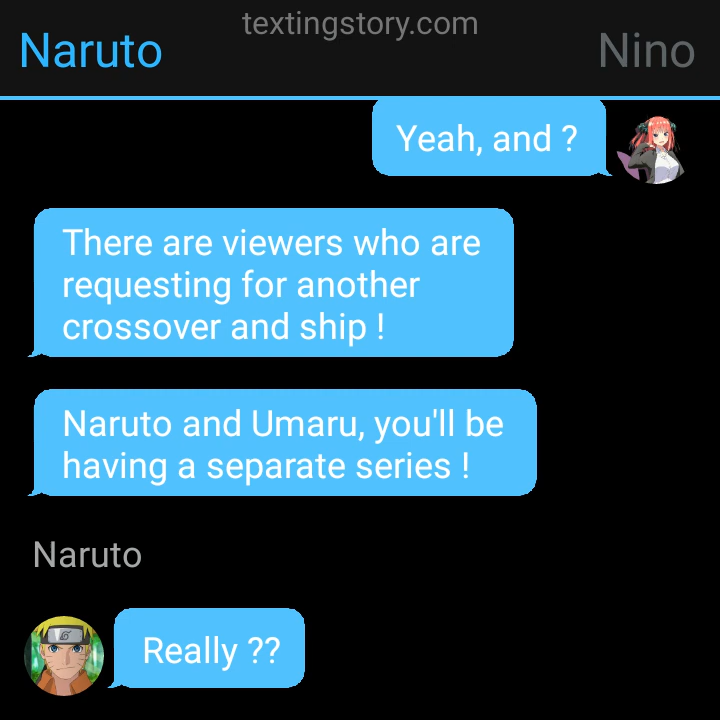 textingstory.com
Naruto
Nino
Yeah, and ?
There are viewers who are
requesting for another
crossover and ship !
Naruto and Umaru, you'll be
having a separate series !
Naruto
Really ??